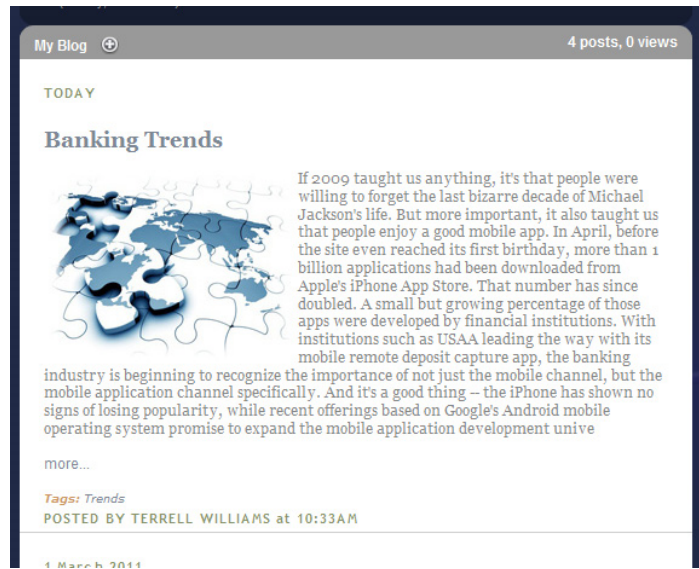 My Blog
4 posts, 0 views
TODAY
Banking Trends
If 2009 taught us anything, it's that people were
willing to forget the last bizarre decade of Michael
Jackson's life. But more important, it also taught us
that people enjoy a good mobile app. In April, before
the site even reached its first birthday, more than 1
billion applications had been downloaded from
Apple's iPhone App Store. That number has since
doubled. A small but growing percentage of those
apps were developed by financial institutions. With
institutions such as USAA leading the way with its
mobile remote deposit capture app, the banking
industry is beginning to recognize the importance of not just the mobile channel, but the
mobile application channel specifically. And it's a good thing -- the iPhone has shown no
signs of losing popularity, while recent offerings based on Google's Android mobile
operating system promise to expand the mobile application development unive
more...
Tags: Trends
POSTED BY TERRELL WILLIAMS at 10:33AM
1 March 2011